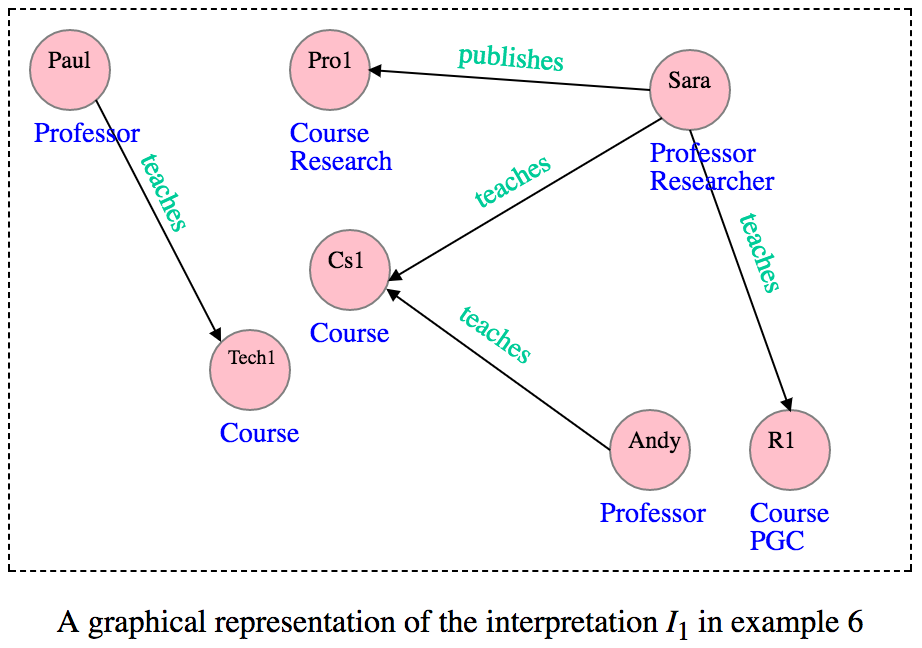 Paul
Professor
teaches
Pro1
Course
Research
publishes
Sara
Professor
Researcher
teaches
teaches
Cs1
Course
teaches
Tech1
Course
Andy
Professor
R1
Course
PGC
A graphical representation of the interpretation I₁ in example 6